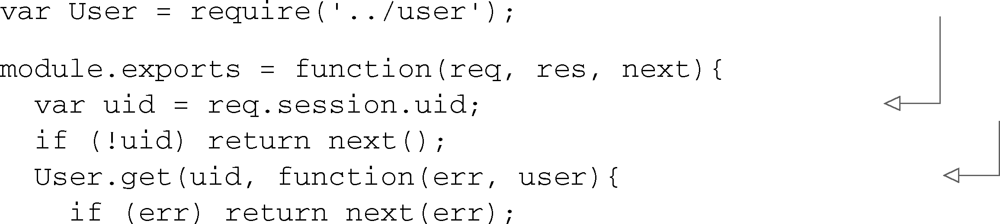 var User = require('../user');
module.exports = function(req, res, next){
  var uid = req.session.uid;
  if (!uid) return next();
  User.get(uid, function(err, user){
    if (err) return next(err);